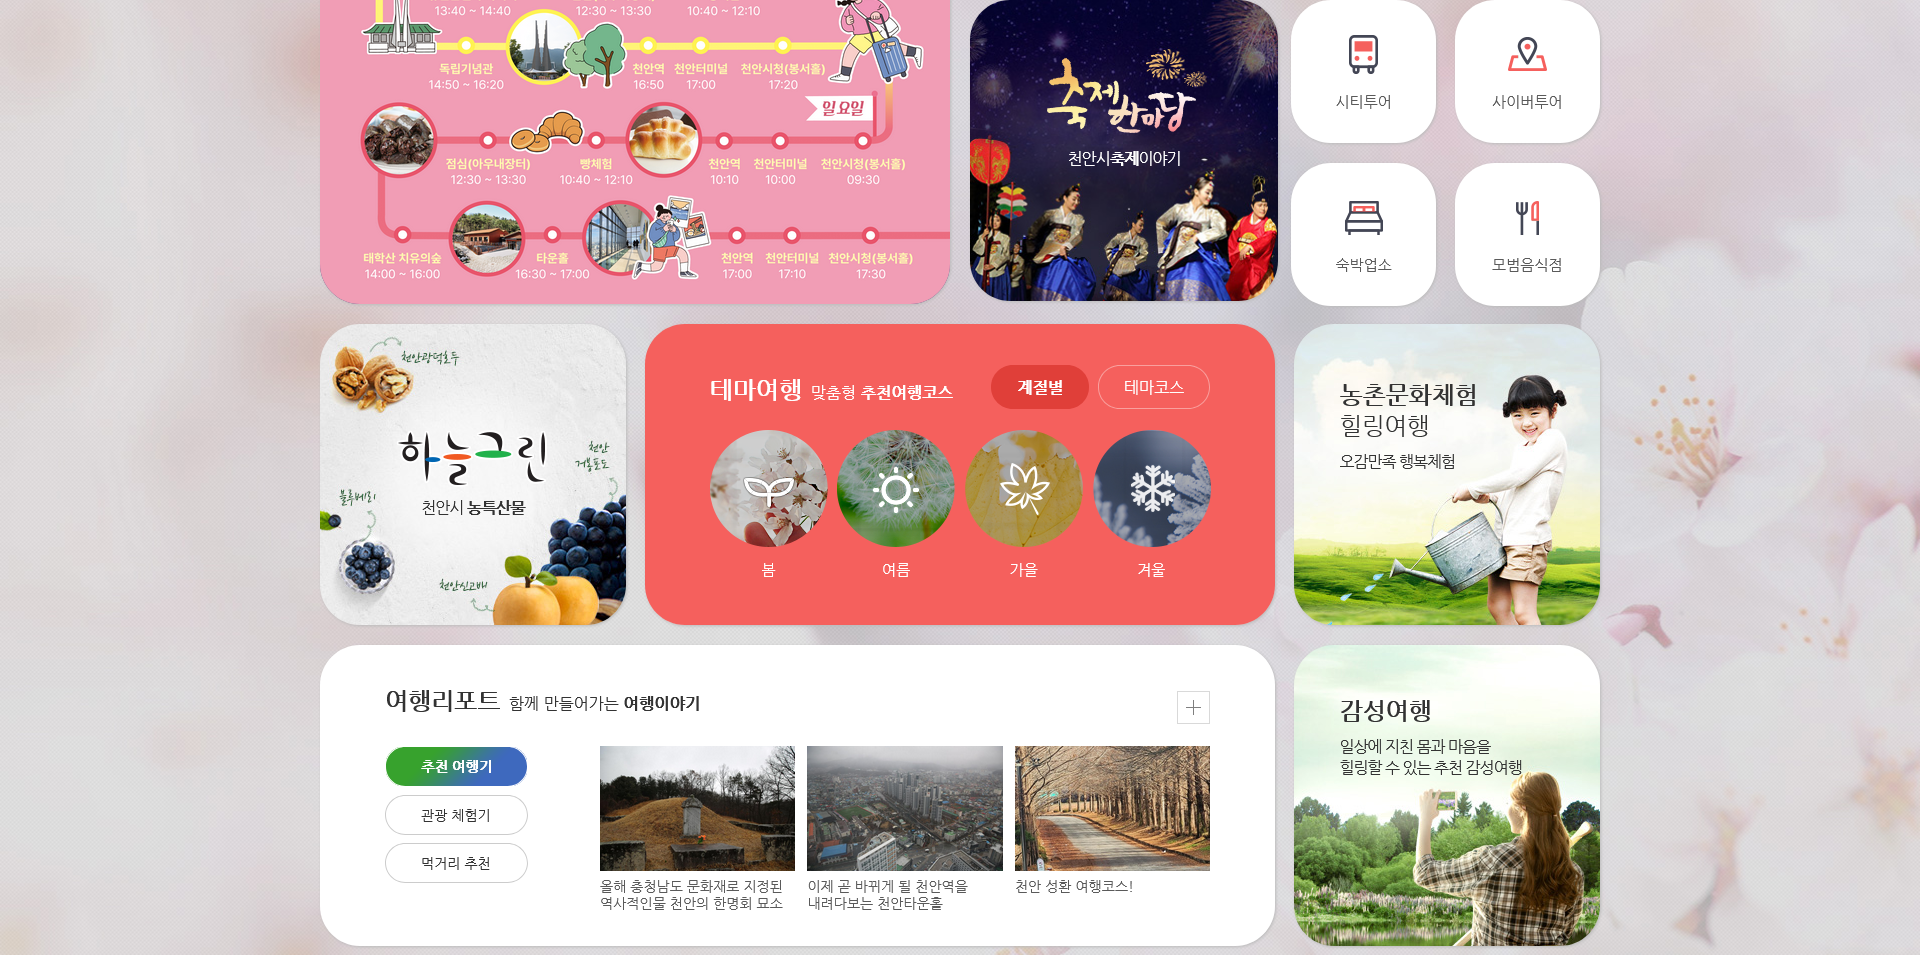 13:40 ~ 14:40
12:30 ~ 13:30
10:40 ~ 12:10
독립기념관
14:50 ~ 16:20
천안역
16:50
천안터미널
17:00
천안시청(봉서홀)
17:20
일요일
점심(아우내장터)
12:30 ~ 13:30
빵체험
10:40 ~ 12:10
천안역
10:10
천안터미널
10:00
천안시청(봉서홀)
09:30
태학산 치유의숲
14:00 ~ 16:00
타운홀
16:30 ~ 17:00
천안역
17:00
천안터미널
17:10
천안시청(봉서홀)
17:30
축제
한마당
천안시축제이야기
시티투어
사이버투어
숙박업소
모범음식점
천안광덕호두
하늘그린
천안
거봉포도
블루베리
천안시 농특산물
천안신고배
테마여행 맞춤형 추천여행코스
계절별
테마코스
봄
여름
가을
겨울
농촌문화체험
힐링여행
오감만족 행복체험
여행리포트 함께 만들어가는 여행이야기
추천 여행기
관광 체험기
먹거리 추천
올해 충청남도 문화재로 지정된
역사적인물 천안의 한명회 묘소
이제 곧 바뀌게 될 천안역을
내려다보는 천안타운홀
천안 성환 여행코스!
감성여행
일상에 지친 몸과 마음을
힐링할 수 있는 추천 감성여행